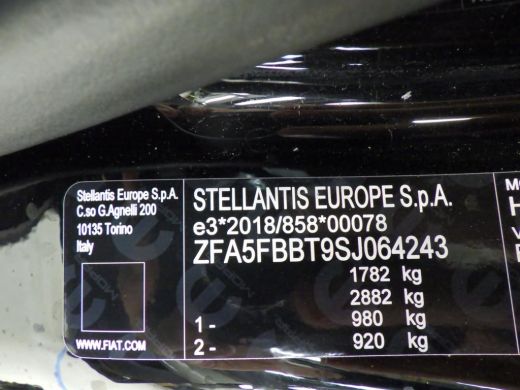 Stellantis Europe S.p.A.
C.so G.Agnelli 200
10135 Torino
Italy
WWW.FIAT.COM
STELLANTIS EUROPE S.p.A.
e3*2018/858*00078
ZFA5FBBT9SJ064243
1782 kg
2882 kg
1 - 980 kg
2 - 920 kg